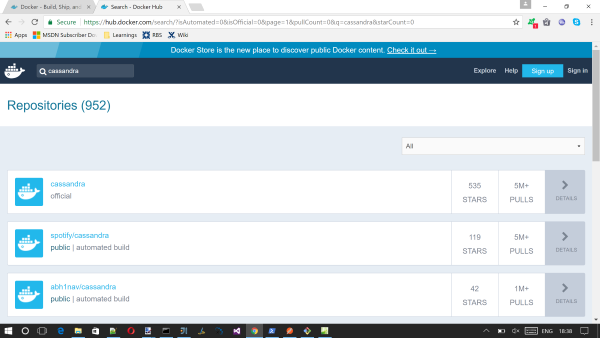 Docker - Build, Ship, and
Search - Docker Hub
Secure | https://hub.docker.com/search/?isAutomated=0&isOfficial=0&page=1&pullCount=0&q=cassandra&starCount=0
Apps MSDN Subscriber Dow Learnings RBS Wiki
Docker Store is the new place to discover public Docker content. Check it out →
cassandra Explore Help Sign up Sign in
Repositories (952)
All
cassandra
official
535
STARS
5M+
PULLS
DETAILS
spotify/cassandra
public | automated build
119
STARS
5M+
PULLS
DETAILS
abh1nav/cassandra
public | automated build
42
STARS
1M+
PULLS
DETAILS
ENG 18:38